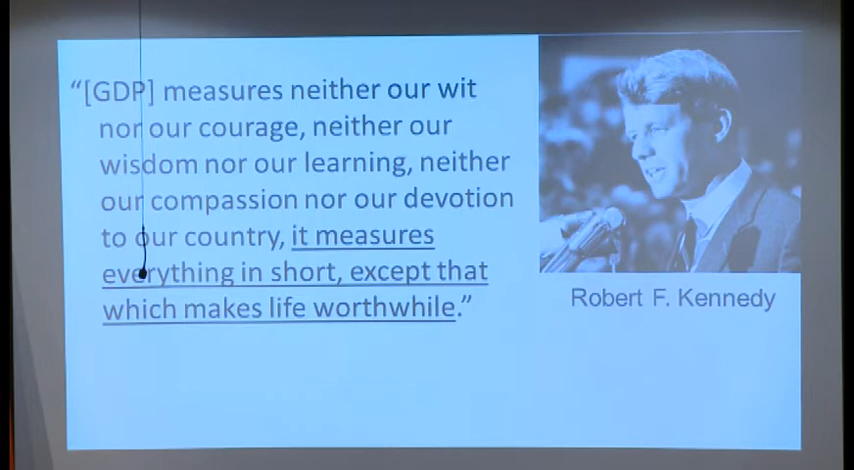 “[GDP] measures neither our wit
nor our courage, neither our
wisdom nor our learning, neither
our compassion nor our devotion
to our country, it measures
everything in short, except that
which makes life worthwhile.”
Robert F. Kennedy